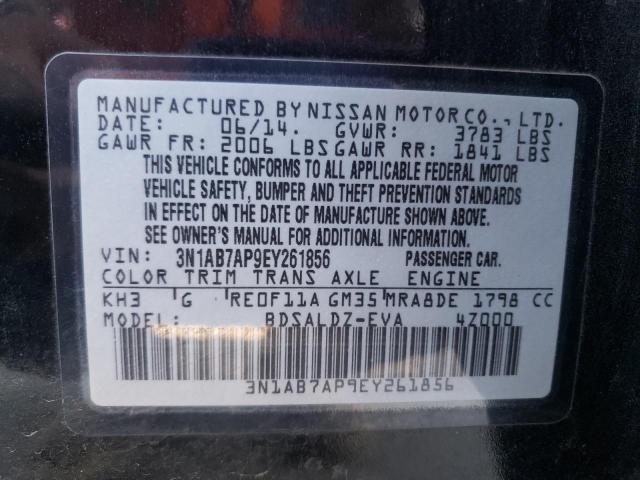 MANUFACTURED BY NISSAN MOTOR CO., LTD.
DATE: 06/14. GVWR: 3783 LBS
GAWR FR: 2006 LBS GAWR RR: 1841 LBS
THIS VEHICLE CONFORMS TO ALL APPLICABLE FEDERAL MOTOR
VEHICLE SAFETY, BUMPER AND THEFT PREVENTION STANDARDS
IN EFFECT ON THE DATE OF MANUFACTURE SHOWN ABOVE.
SEE OWNER'S MANUAL FOR ADDITIONAL INFORMATION.
VIN: 3N1AB7AP9EY261856 PASSENGER CAR.
COLOR TRIM TRANS AXLE ENGINE
KH3 G RE0F11A GM35 MRA8DE 1798 CC
MODEL: BDSALDZ-EVA 4Z000
3N1AB7AP9EY261856